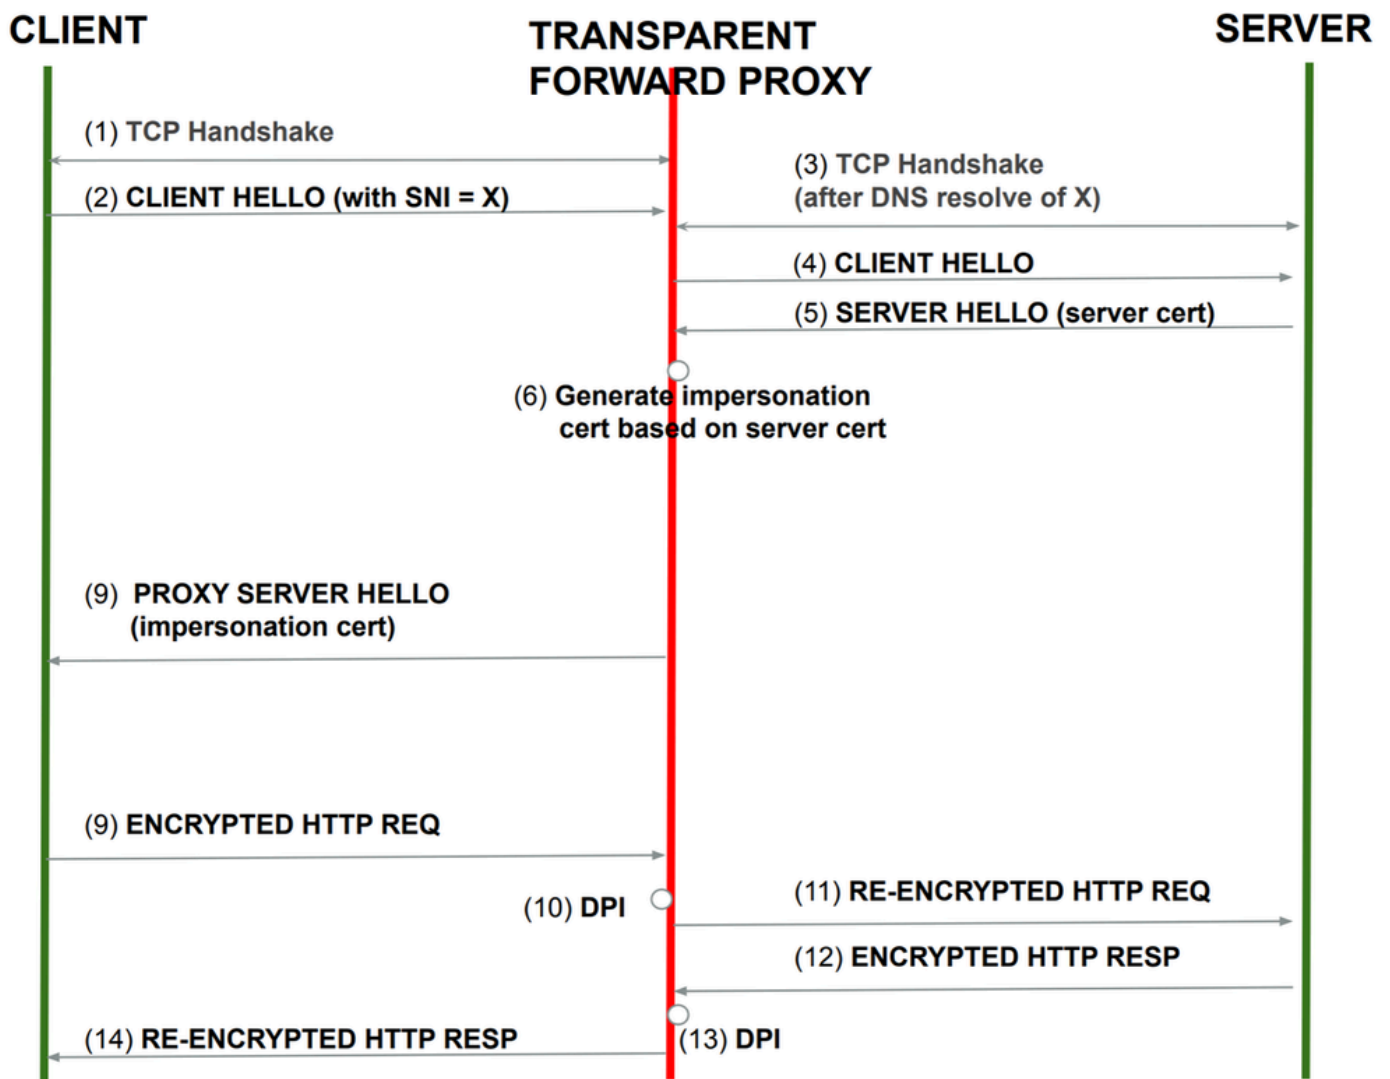 CLIENT
TRANSPARENT
FORWARD PROXY
SERVER
(1) TCP Handshake
(2) CLIENT HELLO (with SNI = X)
(3) TCP Handshake
(after DNS resolve of X)
(4) CLIENT HELLO
(5) SERVER HELLO (server cert)
(6) Generate impersonation
cert based on server cert
(9) PROXY SERVER HELLO
(impersonation cert)
(9) ENCRYPTED HTTP REQ
(10) DPI
(11) RE-ENCRYPTED HTTP REQ
(12) ENCRYPTED HTTP RESP
(13) DPI
(14) RE-ENCRYPTED HTTP RESP